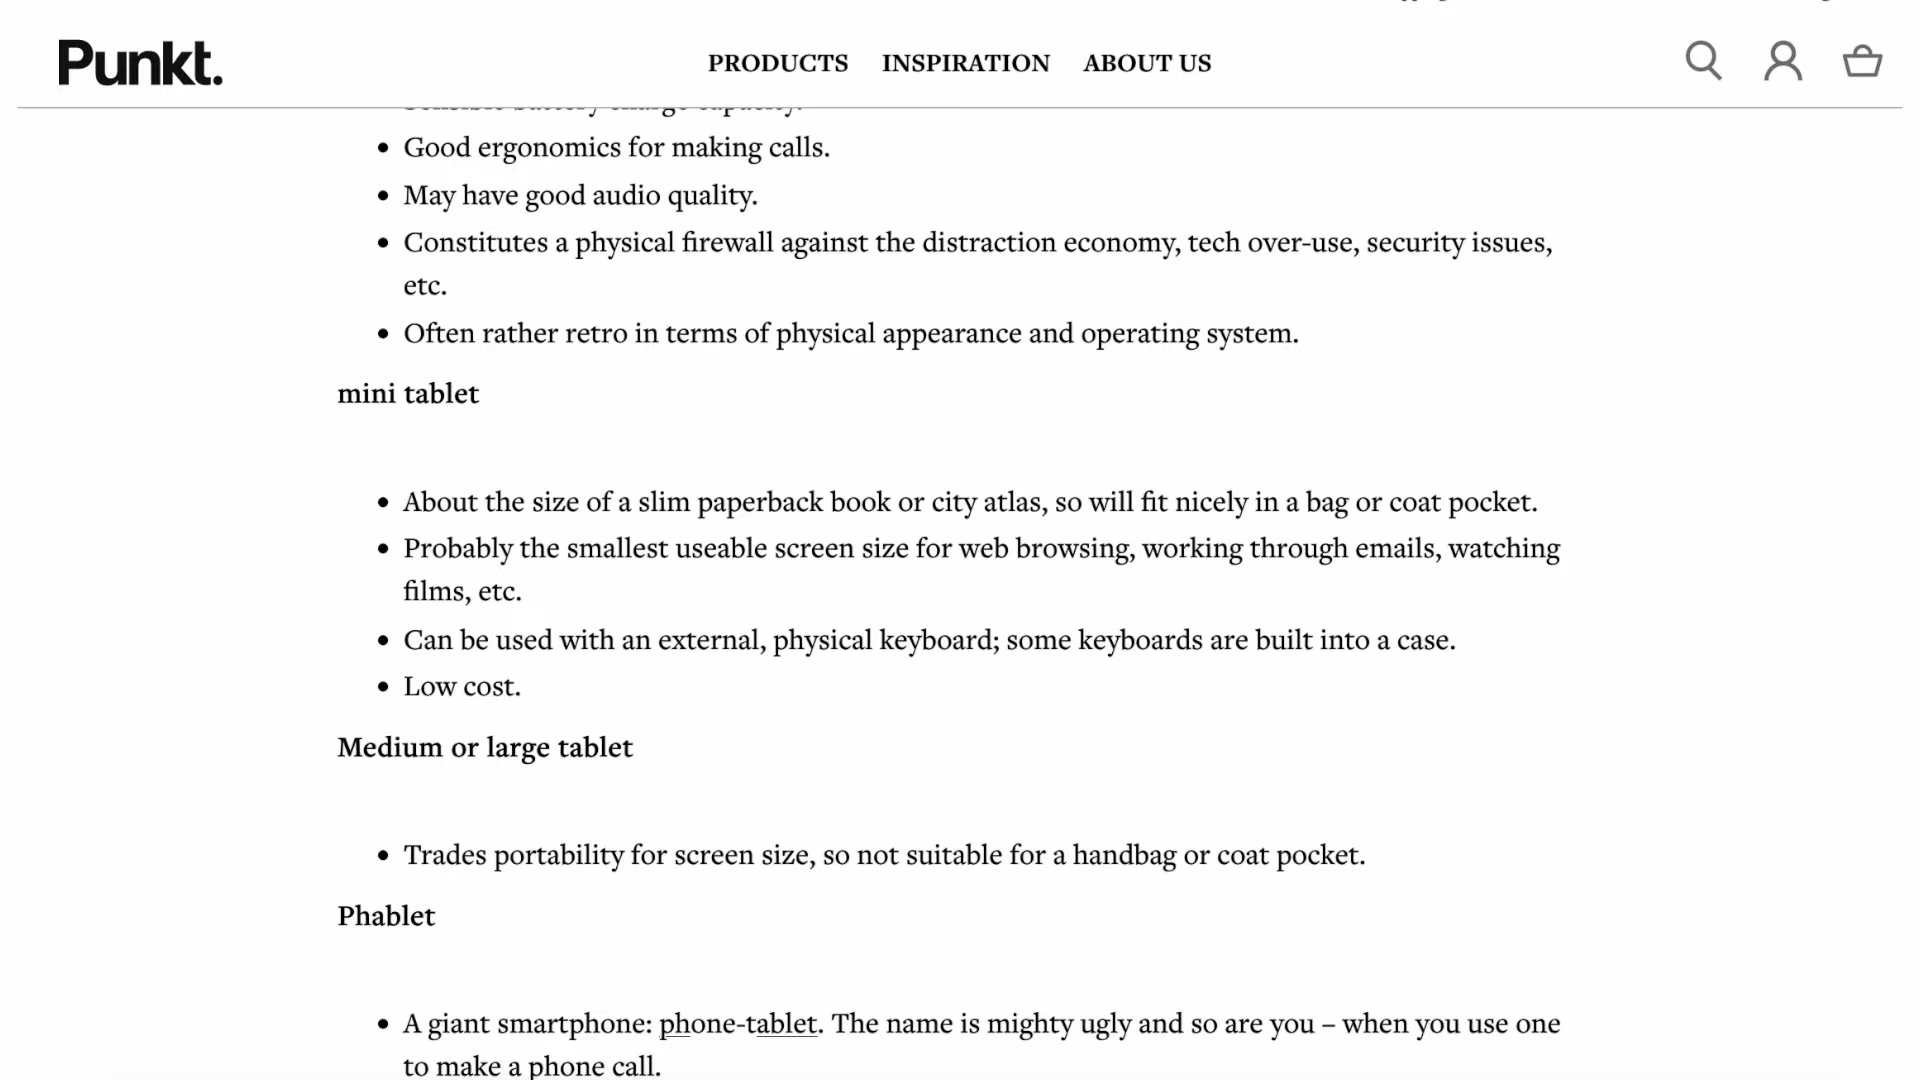 Punkt.
PRODUCTS
INSPIRATION
ABOUT US
Good ergonomics for making calls.
May have good audio quality.
Constitutes a physical firewall against the distraction economy, tech over-use, security issues,
etc.
Often rather retro in terms of physical appearance and operating system.
mini tablet
About the size of a slim paperback book or city atlas, so will fit nicely in a bag or coat pocket.
Probably the smallest useable screen size for web browsing, working through emails, watching
films, etc.
Can be used with an external, physical keyboard; some keyboards are built into a case.
Low cost.
Medium or large tablet
Trades portability for screen size, so not suitable for a handbag or coat pocket.
Phablet
A giant smartphone: phone-tablet. The name is mighty ugly and so are you – when you use one
to make a phone call.